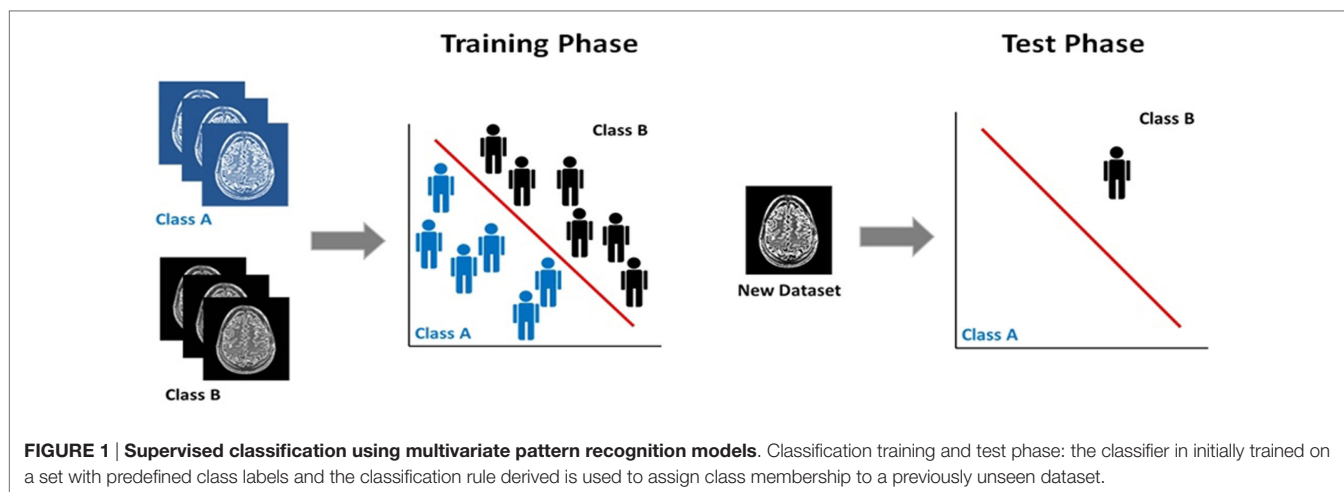 Training Phase
Test Phase
Class A
Class B
Class B
Class A
New Dataset
Class B
Class A
FIGURE 1 | Supervised classification using multivariate pattern recognition models. Classification training and test phase: the classifier in initially trained on
a set with predefined class labels and the classification rule derived is used to assign class membership to a previously unseen dataset.